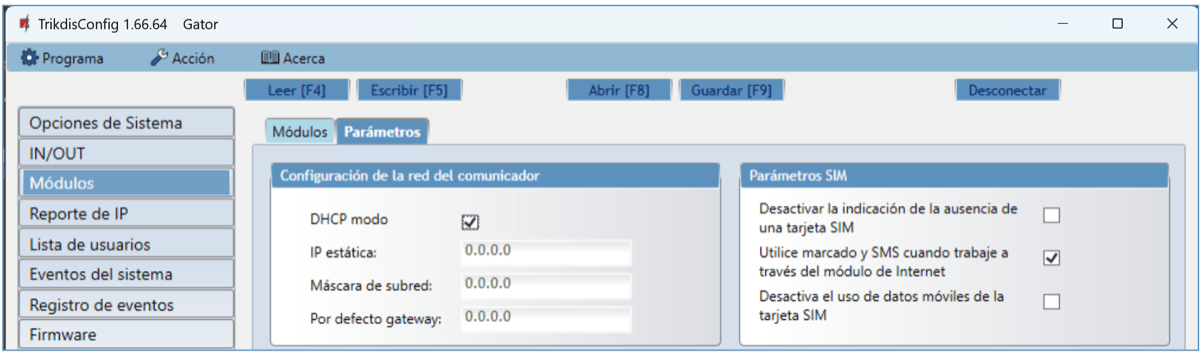 TrikdisConfig 1.66.64 Gator
Programa Acción Acerca
Leer [F4] Escribir [F5] Abrir [F8] Guardar [F9] Desconectar
Opciones de Sistema
IN/OUT
Módulos
Reporte de IP
Lista de usuarios
Eventos del sistema
Registro de eventos
Firmware
Módulos Parámetros
Configuración de la red del comunicador
DHCP modo
IP estática: 0.0.0.0
Máscara de subred: 0.0.0.0
Por defecto gateway: 0.0.0.0
Parámetros SIM
Desactivar la indicación de la ausencia de
una tarjeta SIM
Utilice marcado y SMS cuando trabaje a
través del módulo de Internet
Desactiva el uso de datos móviles de la
tarjeta SIM